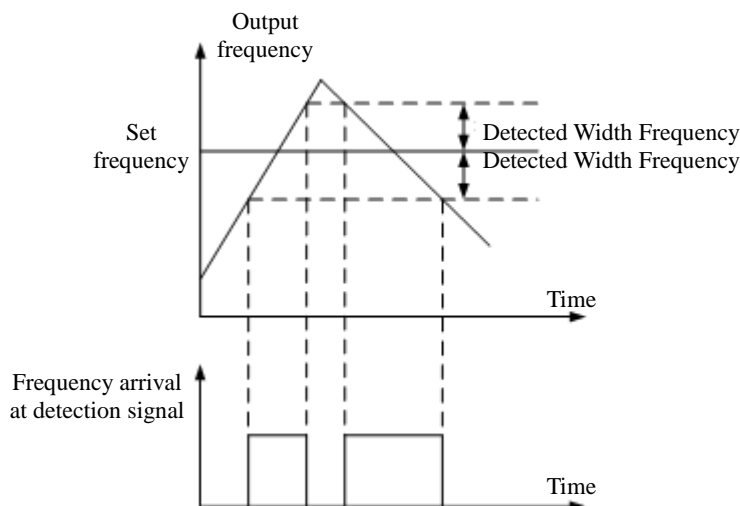 Output
frequency
Set
frequency
Detected Width Frequency
Detected Width Frequency
Time
Frequency arrival
at detection signal
Time